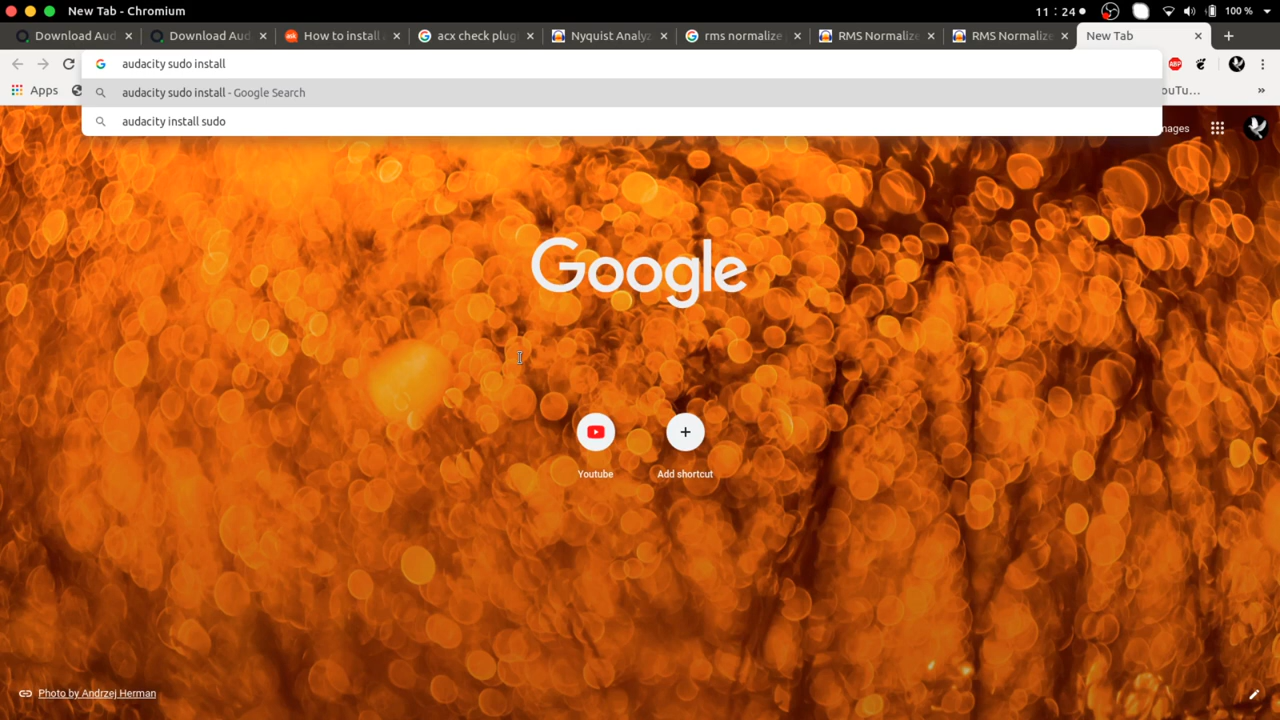 New Tab - Chromium
11 : 24
100 %
Download Aud
Download Aud
How to install a
acx check plug
Nyquist Analyz
rms normalize
RMS Normalize
RMS Normalize
New Tab
audacity sudo install
ABP
Apps
audacity sudo install - Google Search
ouTu...
audacity install sudo
mages
Google
Youtube
Add shortcut
Photo by Andrzej Herman